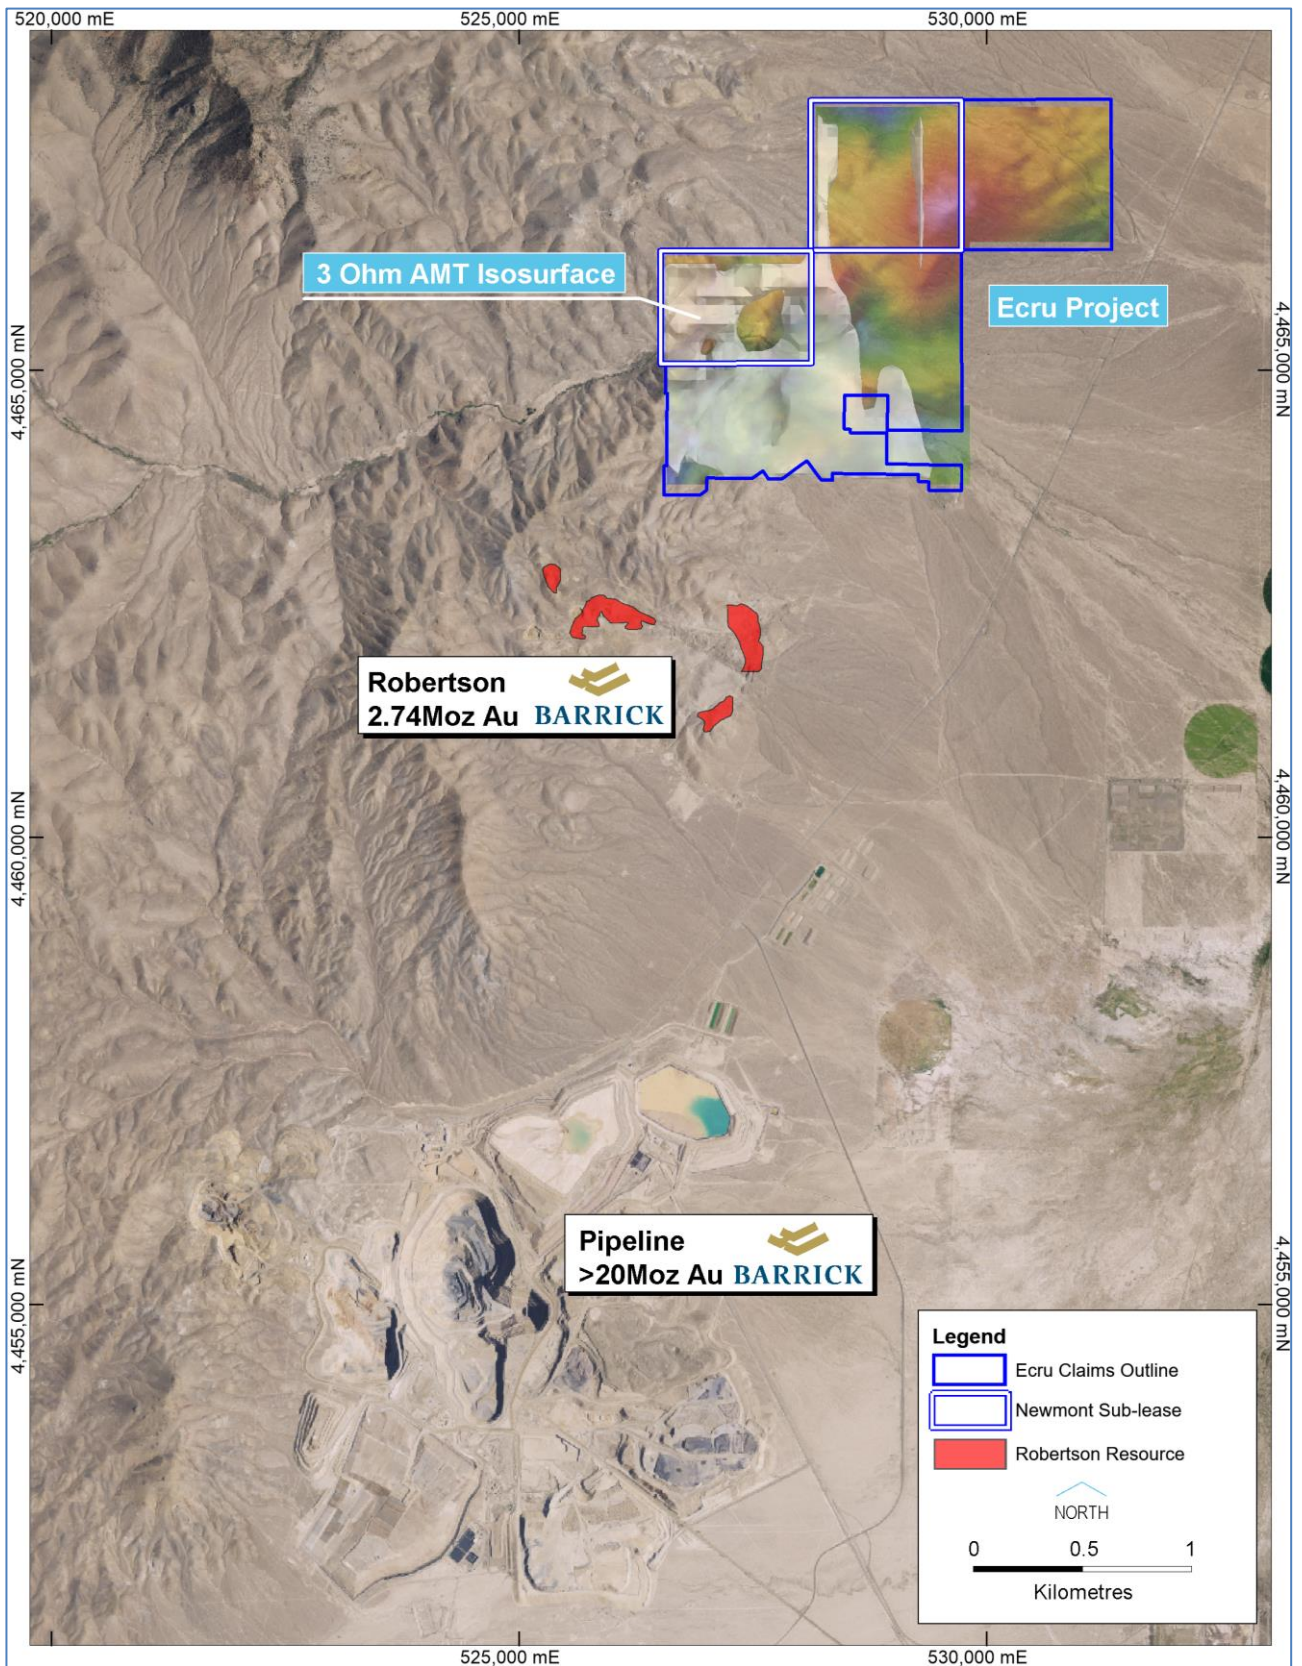 520,000 mE
525,000 mE
530,000 mE
3 Ohm AMT Isosurface
Ecru Project
4,465,000 mN
4,465,000 mN
Robertson
2.74Moz Au BARRICK
4,460,000 mN
4,460,000 mN
Pipeline
>20Moz Au BARRICK
4,455,000 mN
4,455,000 mN
Legend
Ecru Claims Outline
Newmont Sub-lease
Robertson Resource
NORTH
0 0.5 1
Kilometres
525,000 mE
530,000 mE